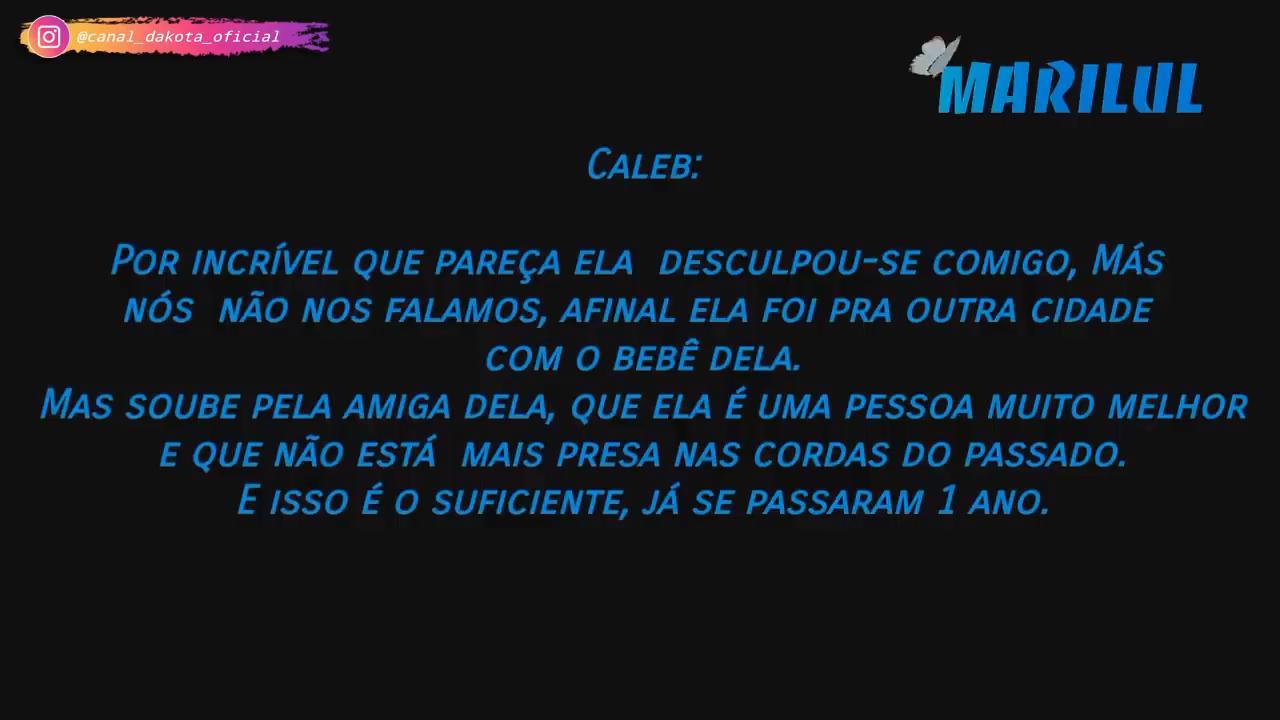 @canal_dakota_oficial
MARILUL
Caleb:
Por incrível que pareça ela  desculpou-se comigo, Más
nós  não nos falamos, afinal ela foi pra outra cidade
com o bebê dela.
Mas soube pela amiga dela, que ela é uma pessoa muito melhor
e que não está  mais presa nas cordas do passado.
E isso é o suficiente, já se passaram 1 ano.